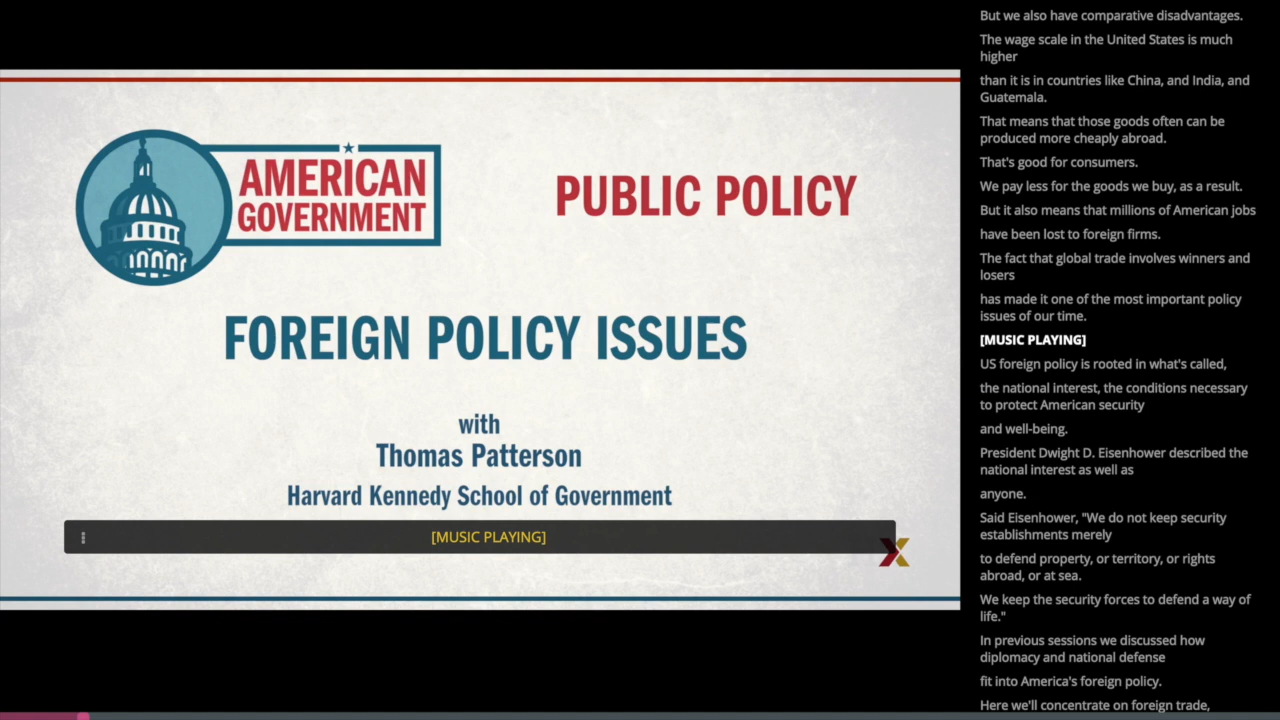 AMERICAN
GOVERNMENT
PUBLIC POLICY
FOREIGN POLICY ISSUES
with
Thomas Patterson
Harvard Kennedy School of Government
[MUSIC PLAYING]
X
But we also have comparative disadvantages.
The wage scale in the United States is much
higher
than it is in countries like China, and India, and
Guatemala.
That means that those goods often can be
produced more cheaply abroad.
That's good for consumers.
We pay less for the goods we buy, as a result.
But it also means that millions of American jobs
have been lost to foreign firms.
The fact that global trade involves winners and
losers
has made it one of the most important policy
issues of our time.
[MUSIC PLAYING]
US foreign policy is rooted in what's called,
the national interest, the conditions necessary
to protect American security
and well-being.
President Dwight D. Eisenhower described the
national interest as well as
anyone.
Said Eisenhower, "We do not keep security
establishments merely
to defend property, or territory, or rights
abroad, or at sea.
We keep the security forces to defend a way of
life."
In previous sessions we discussed how
diplomacy and national defense
fit into America's foreign policy.
Here we'll concentrate on foreign trade,